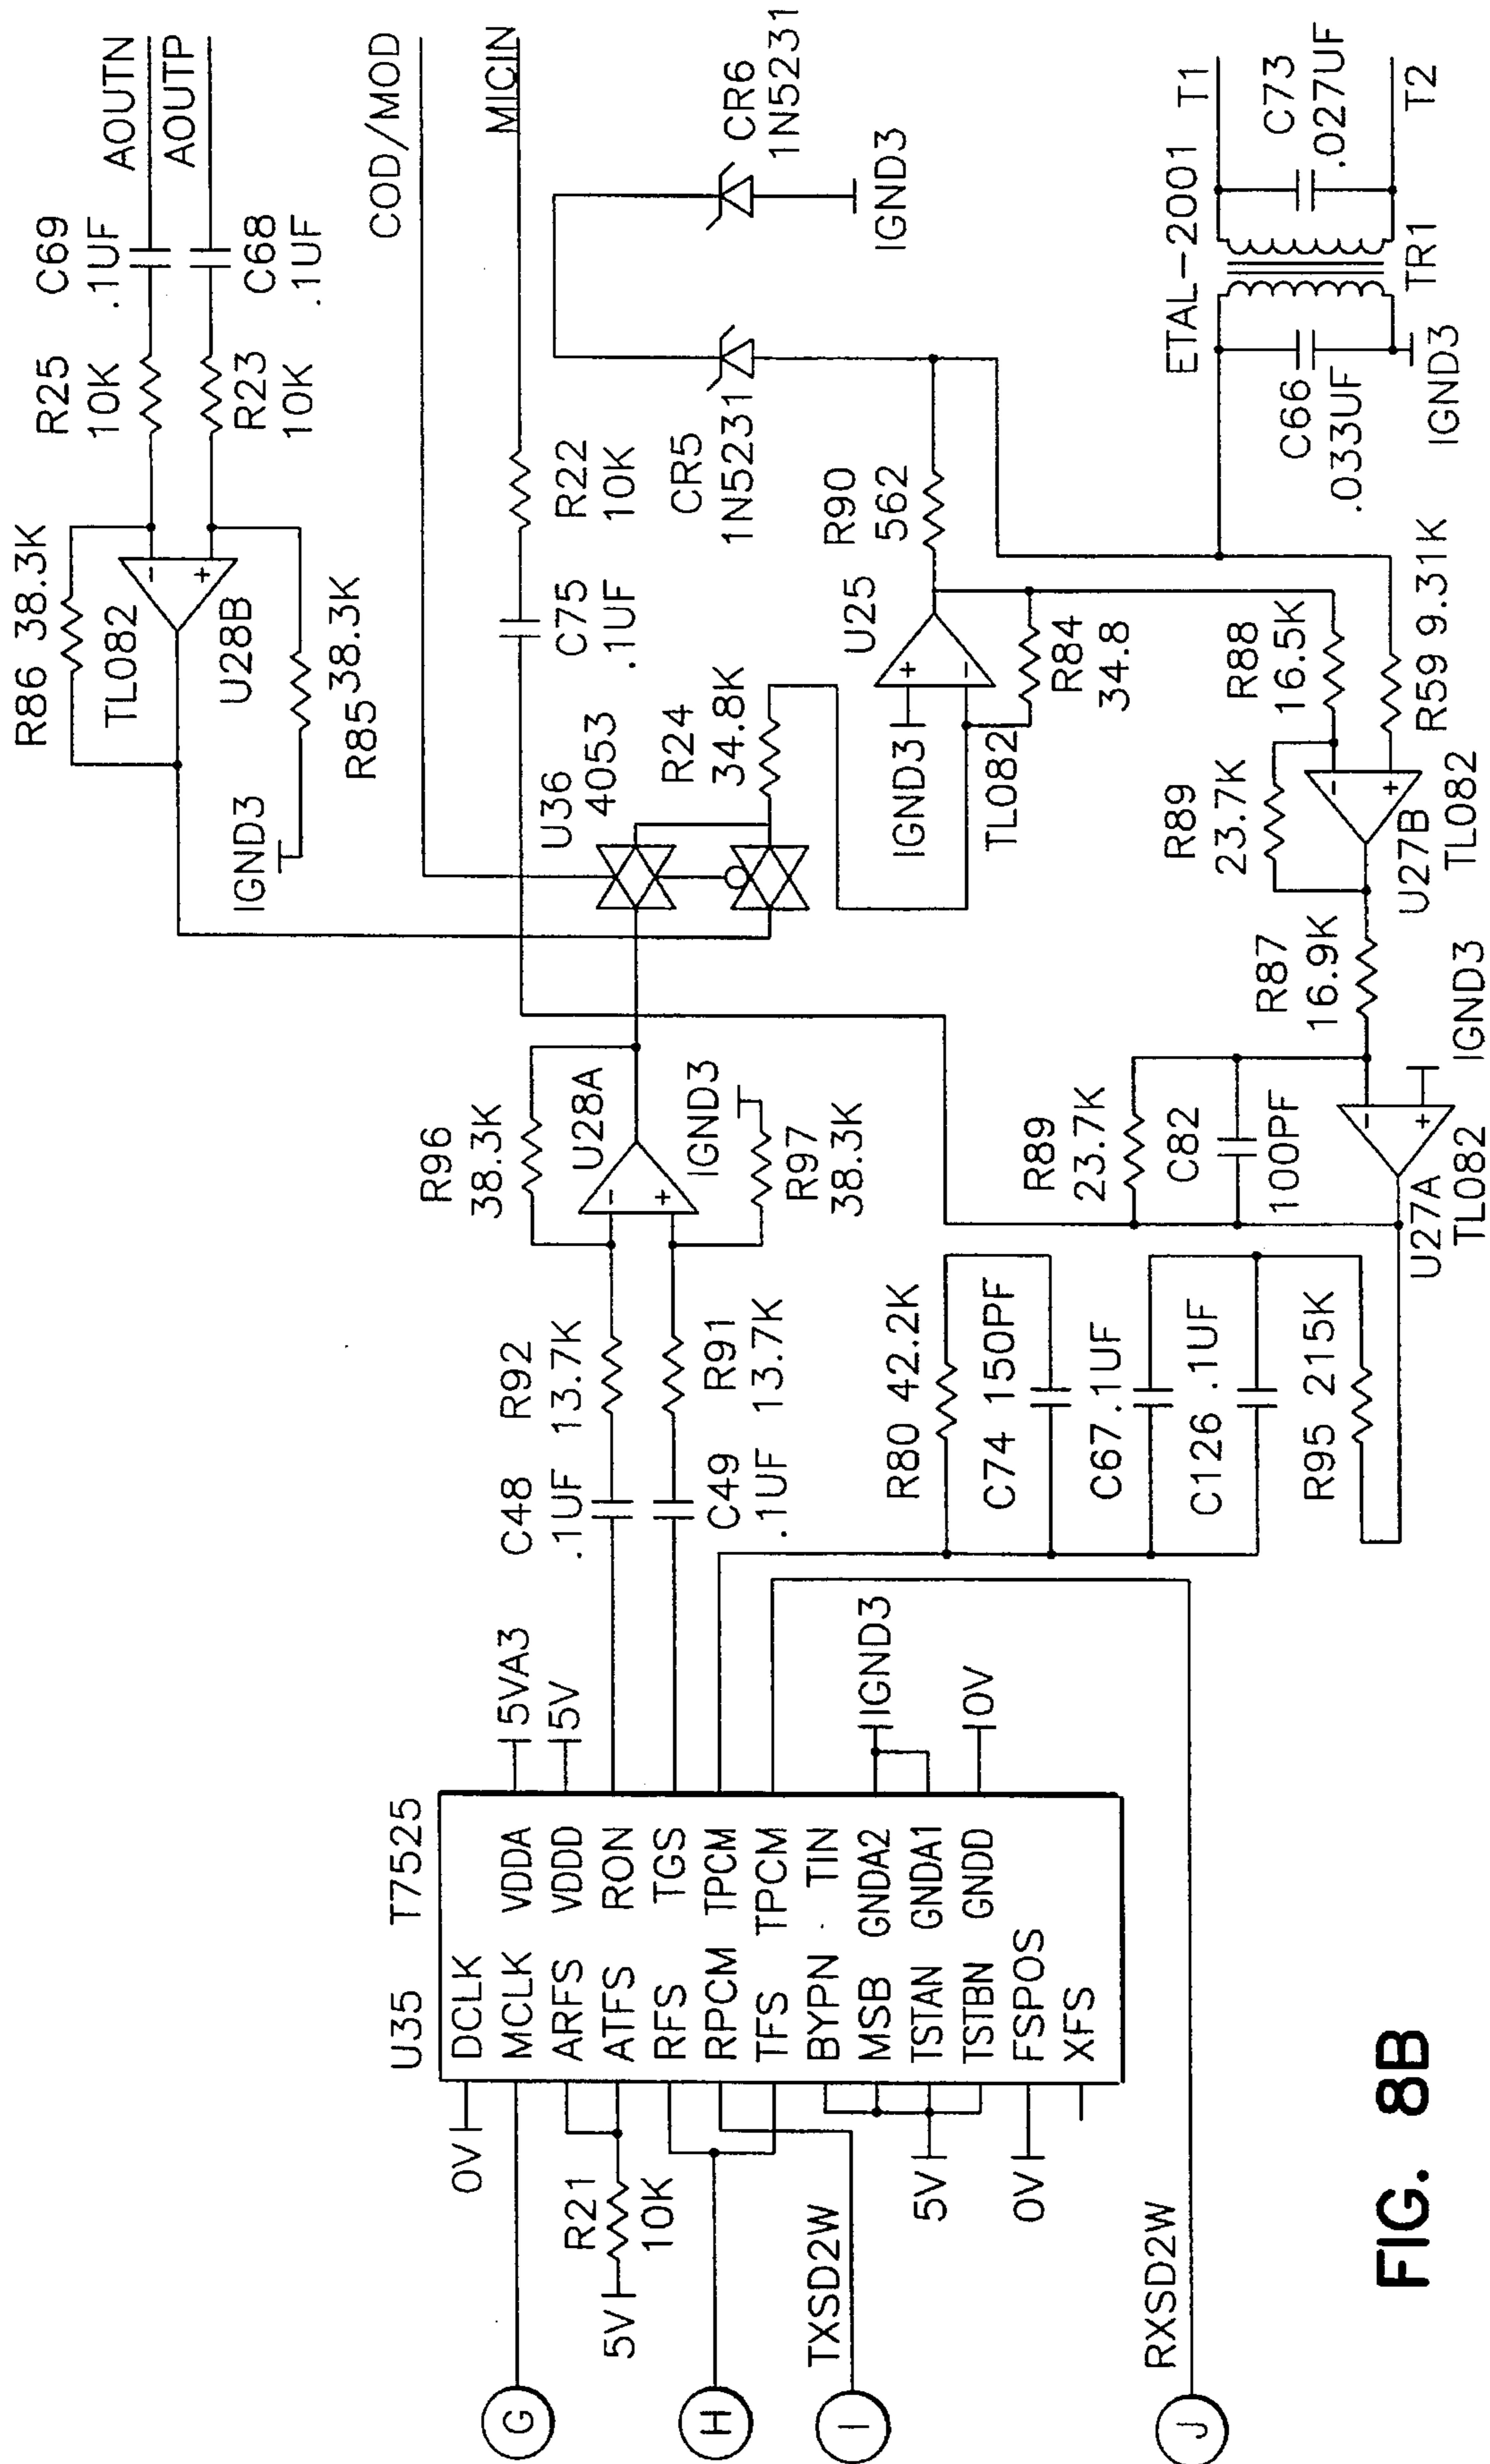 U35 T7525
DCLK
MCLK VDDA
ARFS VDDD
ATFS RON
RFS TGS
RPCM TPCM
TFS TPCM
BYPN TIN
MSB GNDA2
TSTAN GNDA1
TSTBN GNDD
FSPOS
XFS
0V
R21
10K
5V
5V
0V
G
H
I
J
TXSD2W
RXSD2W
5VA3
5V
IGND3
0V
C48 R92
.1UF 13.7K
C49 R91
.1UF 13.7K
R96
38.3K
U28A
IGND3
R97
38.3K
R80 42.2K
C74 150PF
C67 .1UF
C126 .1UF
R95 215K
R89
23.7K
C82
100PF
U27A
TL082
IGND3
R87
16.9K
R89
23.7K
U27B
TL082
R88
16.5K
R59 9.31K
R86 38.3K
TL082
U28B
R85 38.3K
IGND3
R25
10K
C69
.1UF
R23
10K
C68
.1UF
AOUTN
AOUTP
COD/MOD
MICIN
U36
4053
R24
34.8K
C75
.1UF
R22
10K
CR5
1N5231
CR6
1N5231
IGND3
U25
IGND3
TL082
R84
34.8
R90
562
ETAL-2001 T1
C73
.027UF
T2
TR1
C66
.033UF
IGND3
FIG. 8B